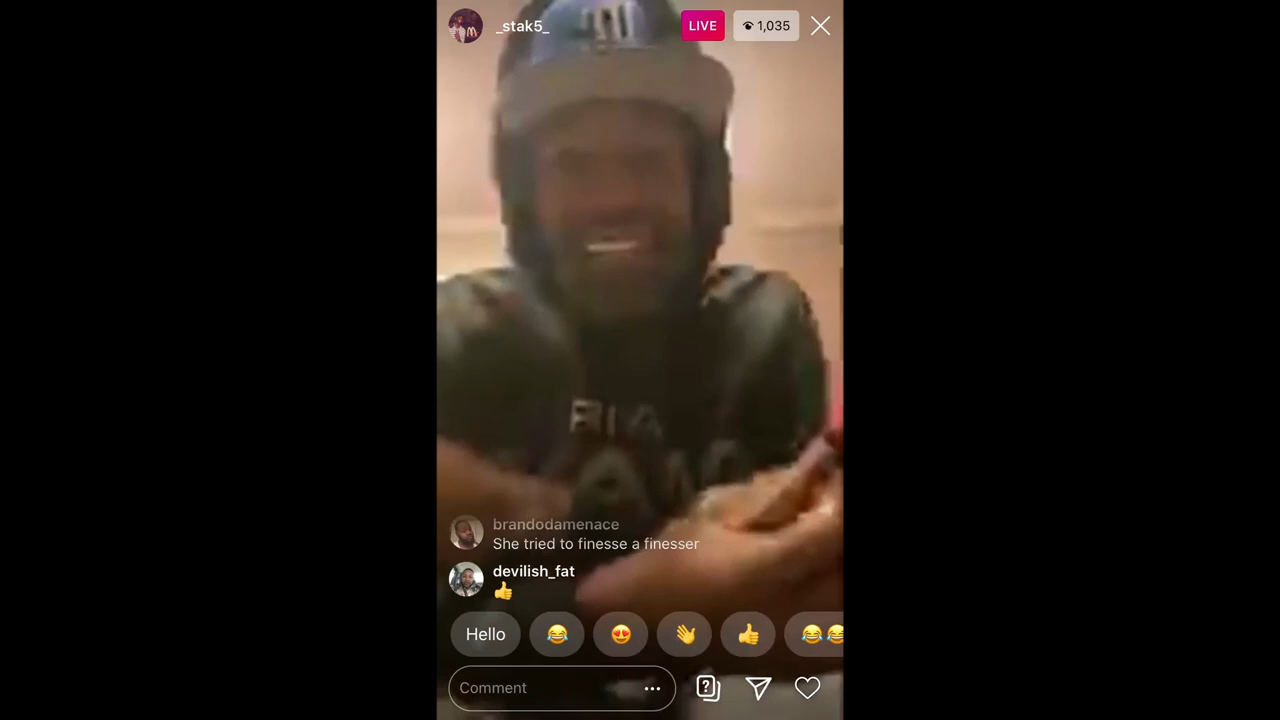 _stak5_
LIVE
1,035
brandodamenace
She tried to finesse a finesser
devilish_fat
👍
Hello 😂 😍 👋 👍 😂😂
Comment